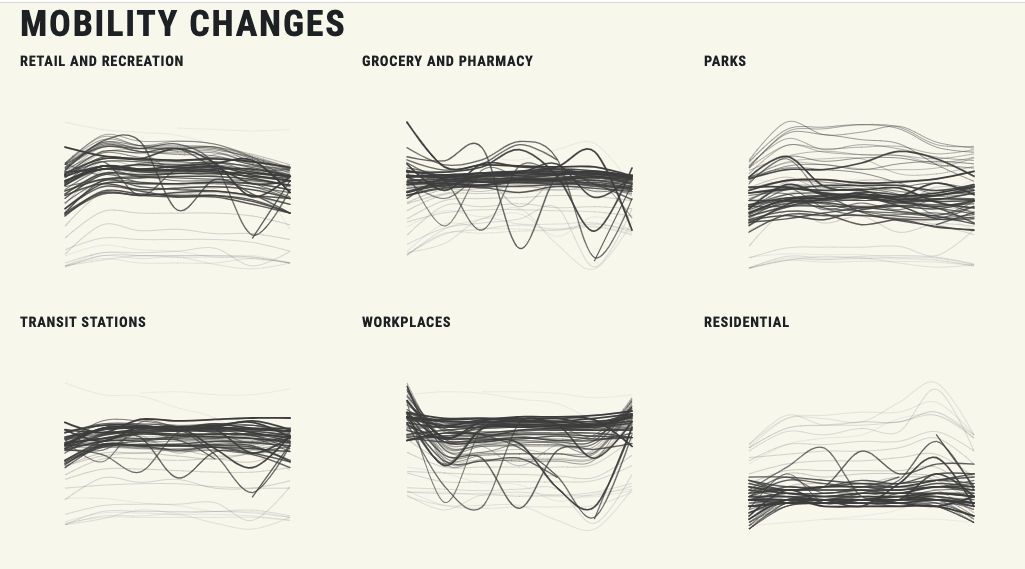 MOBILITY CHANGES
RETAIL AND RECREATION
GROCERY AND PHARMACY
PARKS
TRANSIT STATIONS
WORKPLACES
RESIDENTIAL